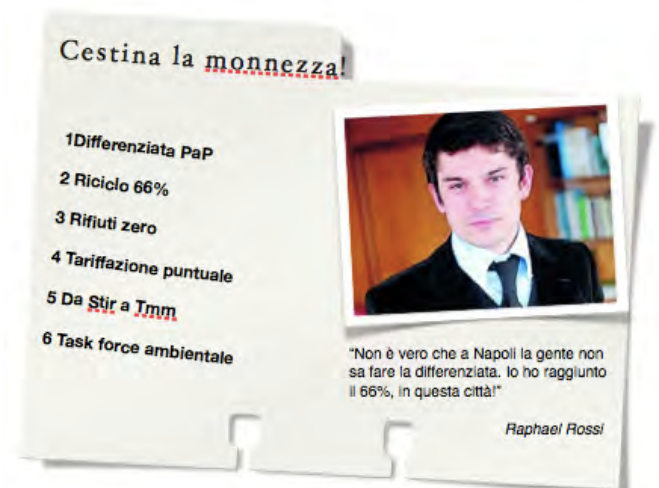 Cestina la monnezza!
1Differenziata PaP
2 Riciclo 66%
3 Rifiuti zero
4 Tariffazione puntuale
5 Da Stir a Tmm
6 Task force ambientale
"Non è vero che a Napoli la gente non
sa fare la differenziata. Io ho raggiunto
il 66%, in questa città!"
Raphael Rossi